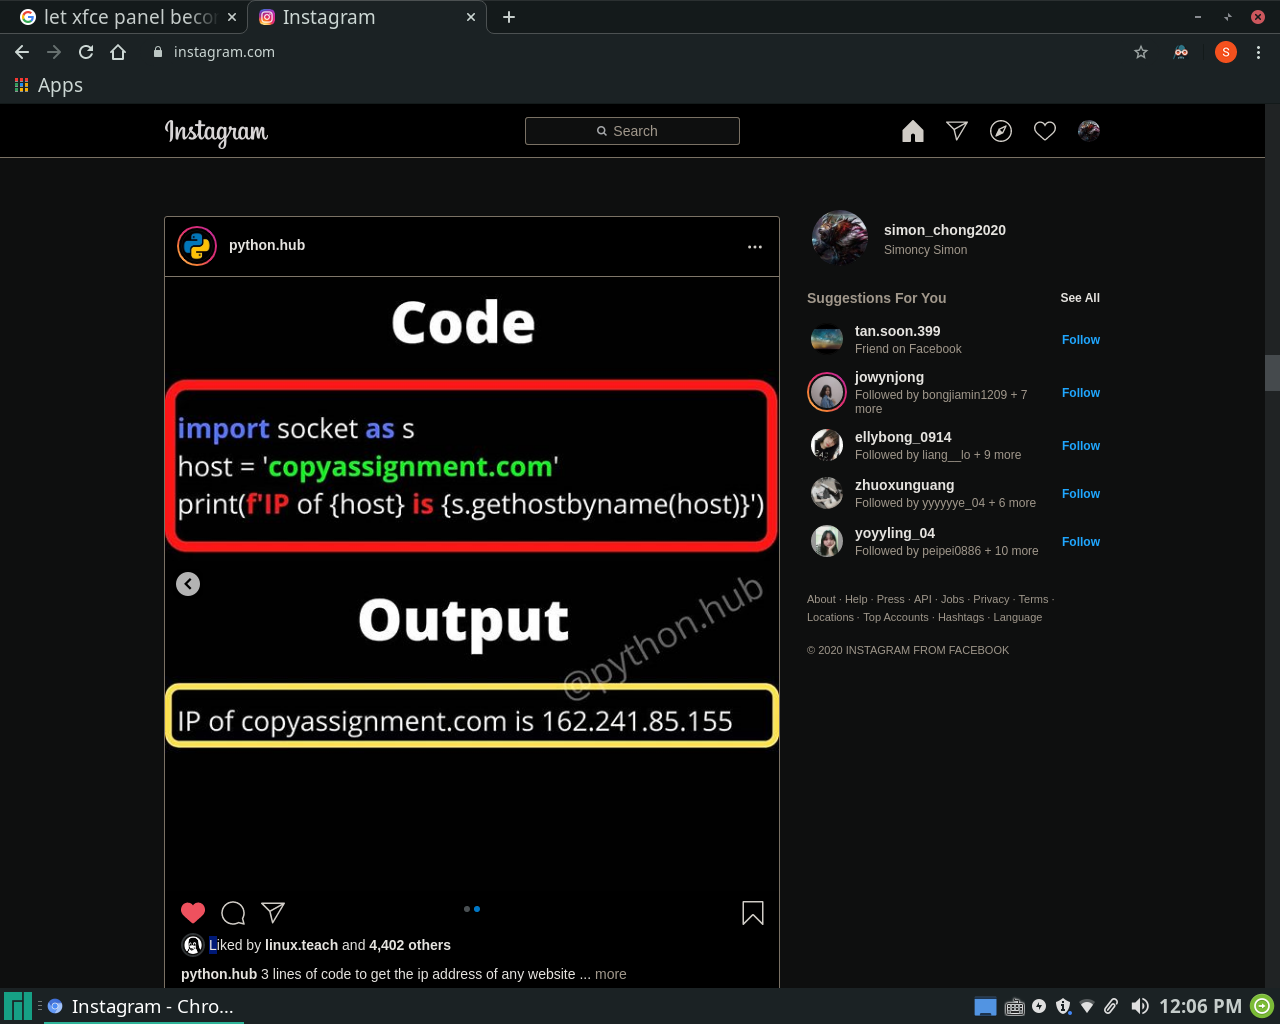 let xfce panel becon
Instagram
instagram.com
S
Apps
Instagram
Search
python.hub
Code
import socket as s
host = 'copyassignment.com'
print(f'IP of {host} is {s.gethostbyname(host)}')
Output
@python.hub
IP of copyassignment.com is 162.241.85.155
Liked by linux.teach and 4,402 others
python.hub 3 lines of code to get the ip address of any website ... more
simon_chong2020
Simoncy Simon
Suggestions For You See All
tan.soon.399
Friend on Facebook
Follow
jowynjong
Followed by bongjiamin1209 + 7
more
Follow
ellybong_0914
Followed by liang__lo + 9 more
Follow
zhuoxunguang
Followed by yyyyyye_04 + 6 more
Follow
yoyyling_04
Followed by peipei0886 + 10 more
Follow
About · Help · Press · API · Jobs · Privacy · Terms ·
Locations · Top Accounts · Hashtags · Language
© 2020 INSTAGRAM FROM FACEBOOK
Instagram - Chro...
12:06 PM